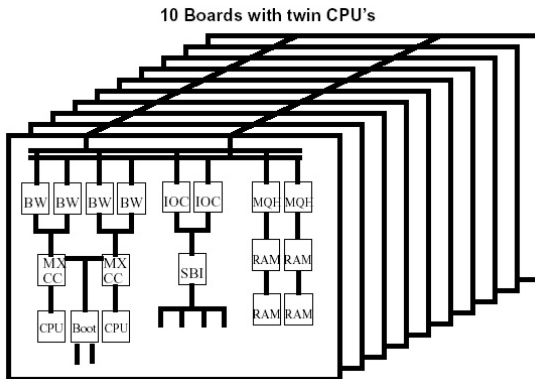 10 Boards with twin CPU's
BW BW BW BW IOC IOC MQH MQH
MX CC MX CC SBI RAM RAM
CPU Boot CPU RAM RAM